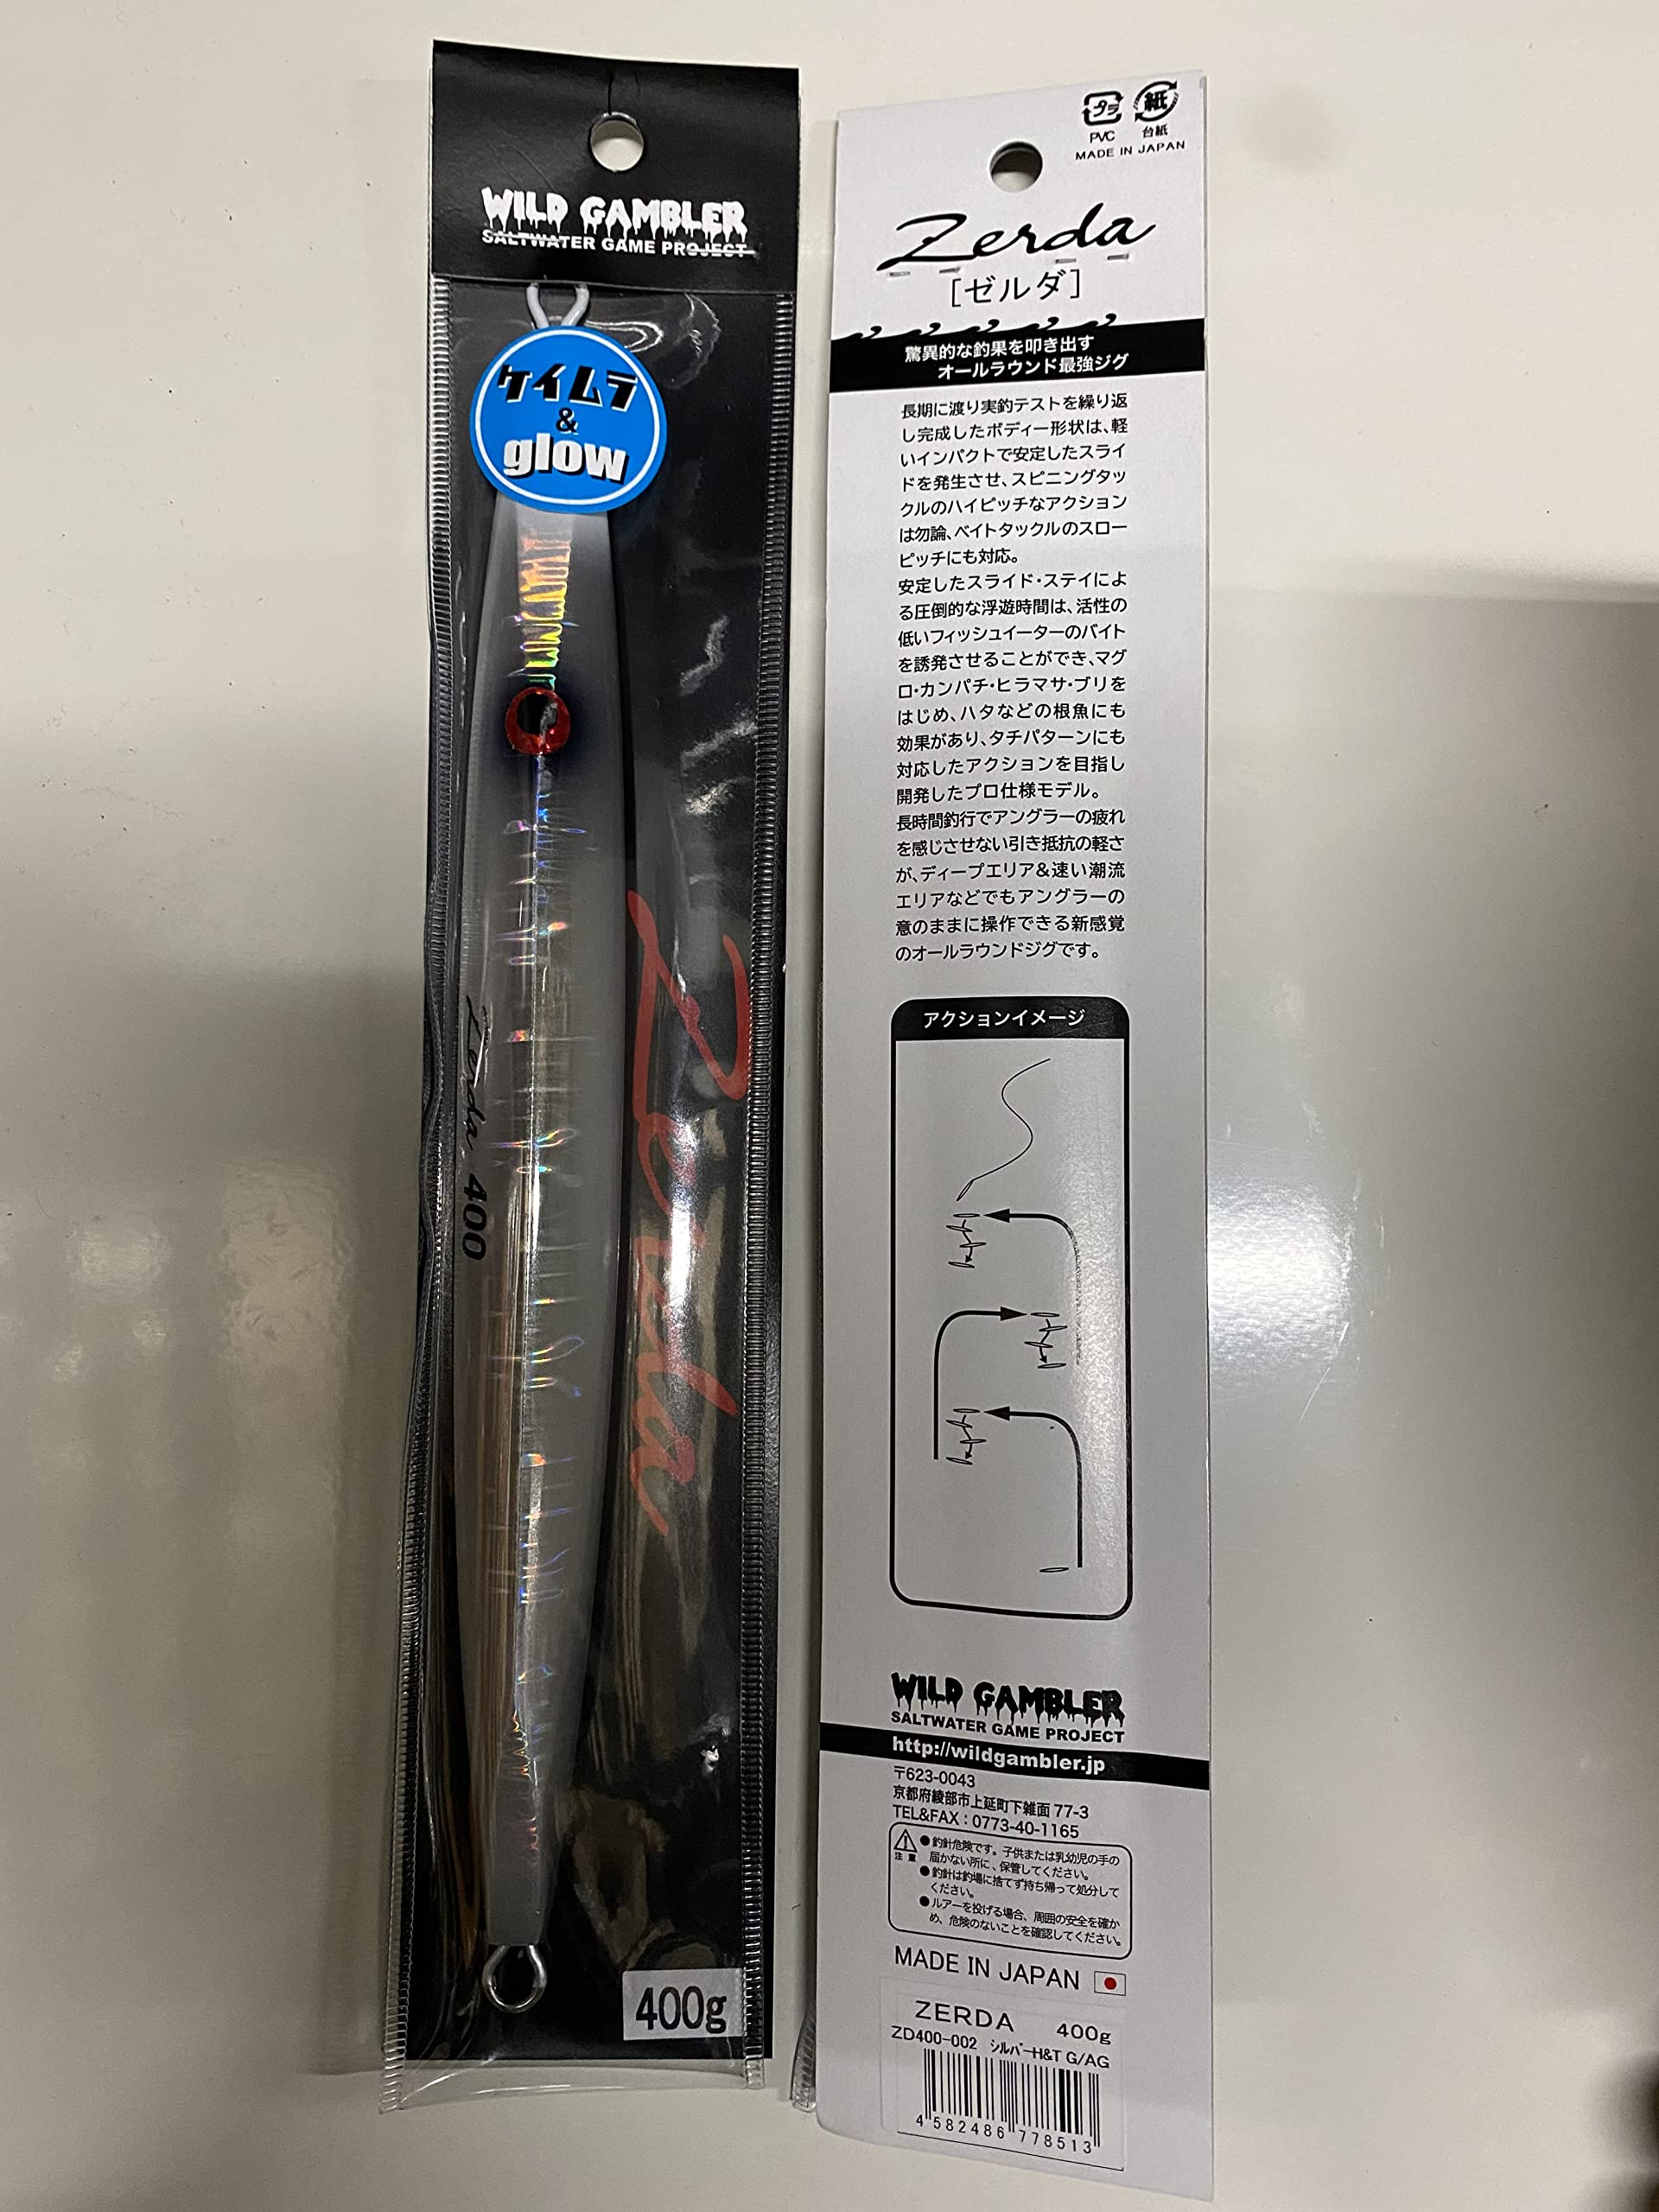 WILD GAMBLER
SALTWATER GAME PROJECT
ケイムラ
&
glow
Zerda 400
Zerda
400g
プラ
紙
PVC
台紙
MADE IN JAPAN
Zerda
[ゼルダ]
驚異的な釣果を叩き出す
オールラウンド最強ジグ
長期に渡り実釣テストを繰り返
し完成したボディー形状は、軽
いインパクトで安定したスライ
ドを発生させ、スピニングタッ
クルのハイピッチなアクション
は勿論、ベイトタックルのスロー
ピッチにも対応。
安定したスライド・ステイによ
る圧倒的な浮遊時間は、活性の
低いフィッシュイーターのバイト
を誘発させることができ、マグ
ロ・カンパチ・ヒラマサ・ブリを
はじめ、ハタなどの根魚にも
効果があり、タチパターンにも
対応したアクションを目指し
開発したプロ仕様モデル。
長時間釣行でアングラーの疲れ
を感じさせない引き抵抗の軽さ
が、ディープエリア&速い潮流
エリアなどでもアングラーの
意のままに操作できる新感覚
のオールラウンドジグです。
アクションイメージ
WILD GAMBLER
SALTWATER GAME PROJECT
http://wildgambler.jp
〒623-0043
京都府綾部市上延町下雑面 77-3
TEL&FAX：0773-40-1165
注 意
●釣針危険です。子供または乳幼児の手の
届かない所に、保管してください。
●釣針は釣場に捨てず持ち帰って処分して
ください。
●ルアーを投げる場合、周囲の安全を確か
め、危険のないことを確認してください。
MADE IN JAPAN
ZERDA 400g
ZD400-002 ｼﾙﾊﾞｰH&T G/AG
4 582486 778513